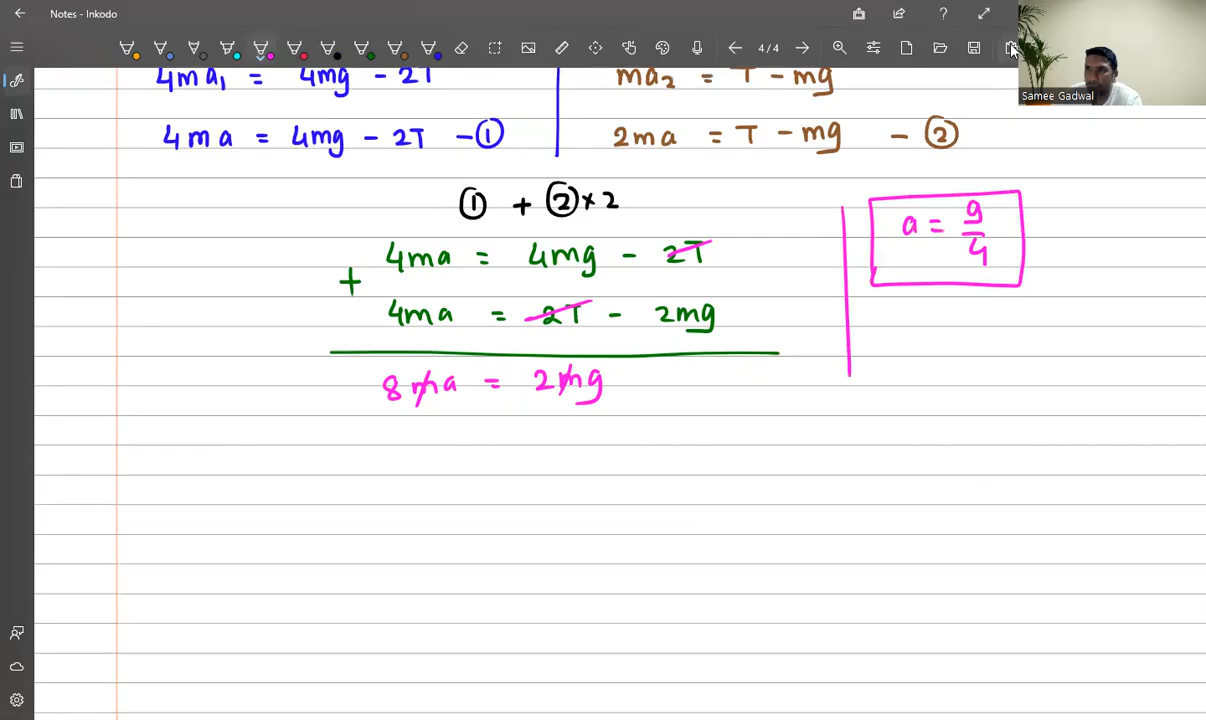 Notes - Inkodo
4/4
Samee Gadwal
4ma₁ = 4mg - 2T
ma₂ = T - mg
4ma = 4mg - 2T - ①
2ma = T - mg - ②
① + ② × 2
4ma = 4mg - 2T
+
4ma = 2T - 2mg
8ma = 2mg
a = g/4